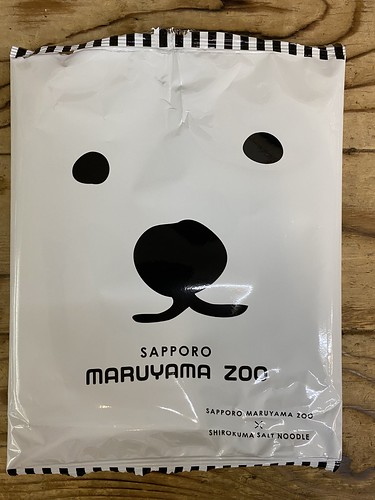 SAPPORO
MARUYAMA ZOO
SAPPORO MARUYAMA ZOO
×
SHIROKUMA SALT NOODLE